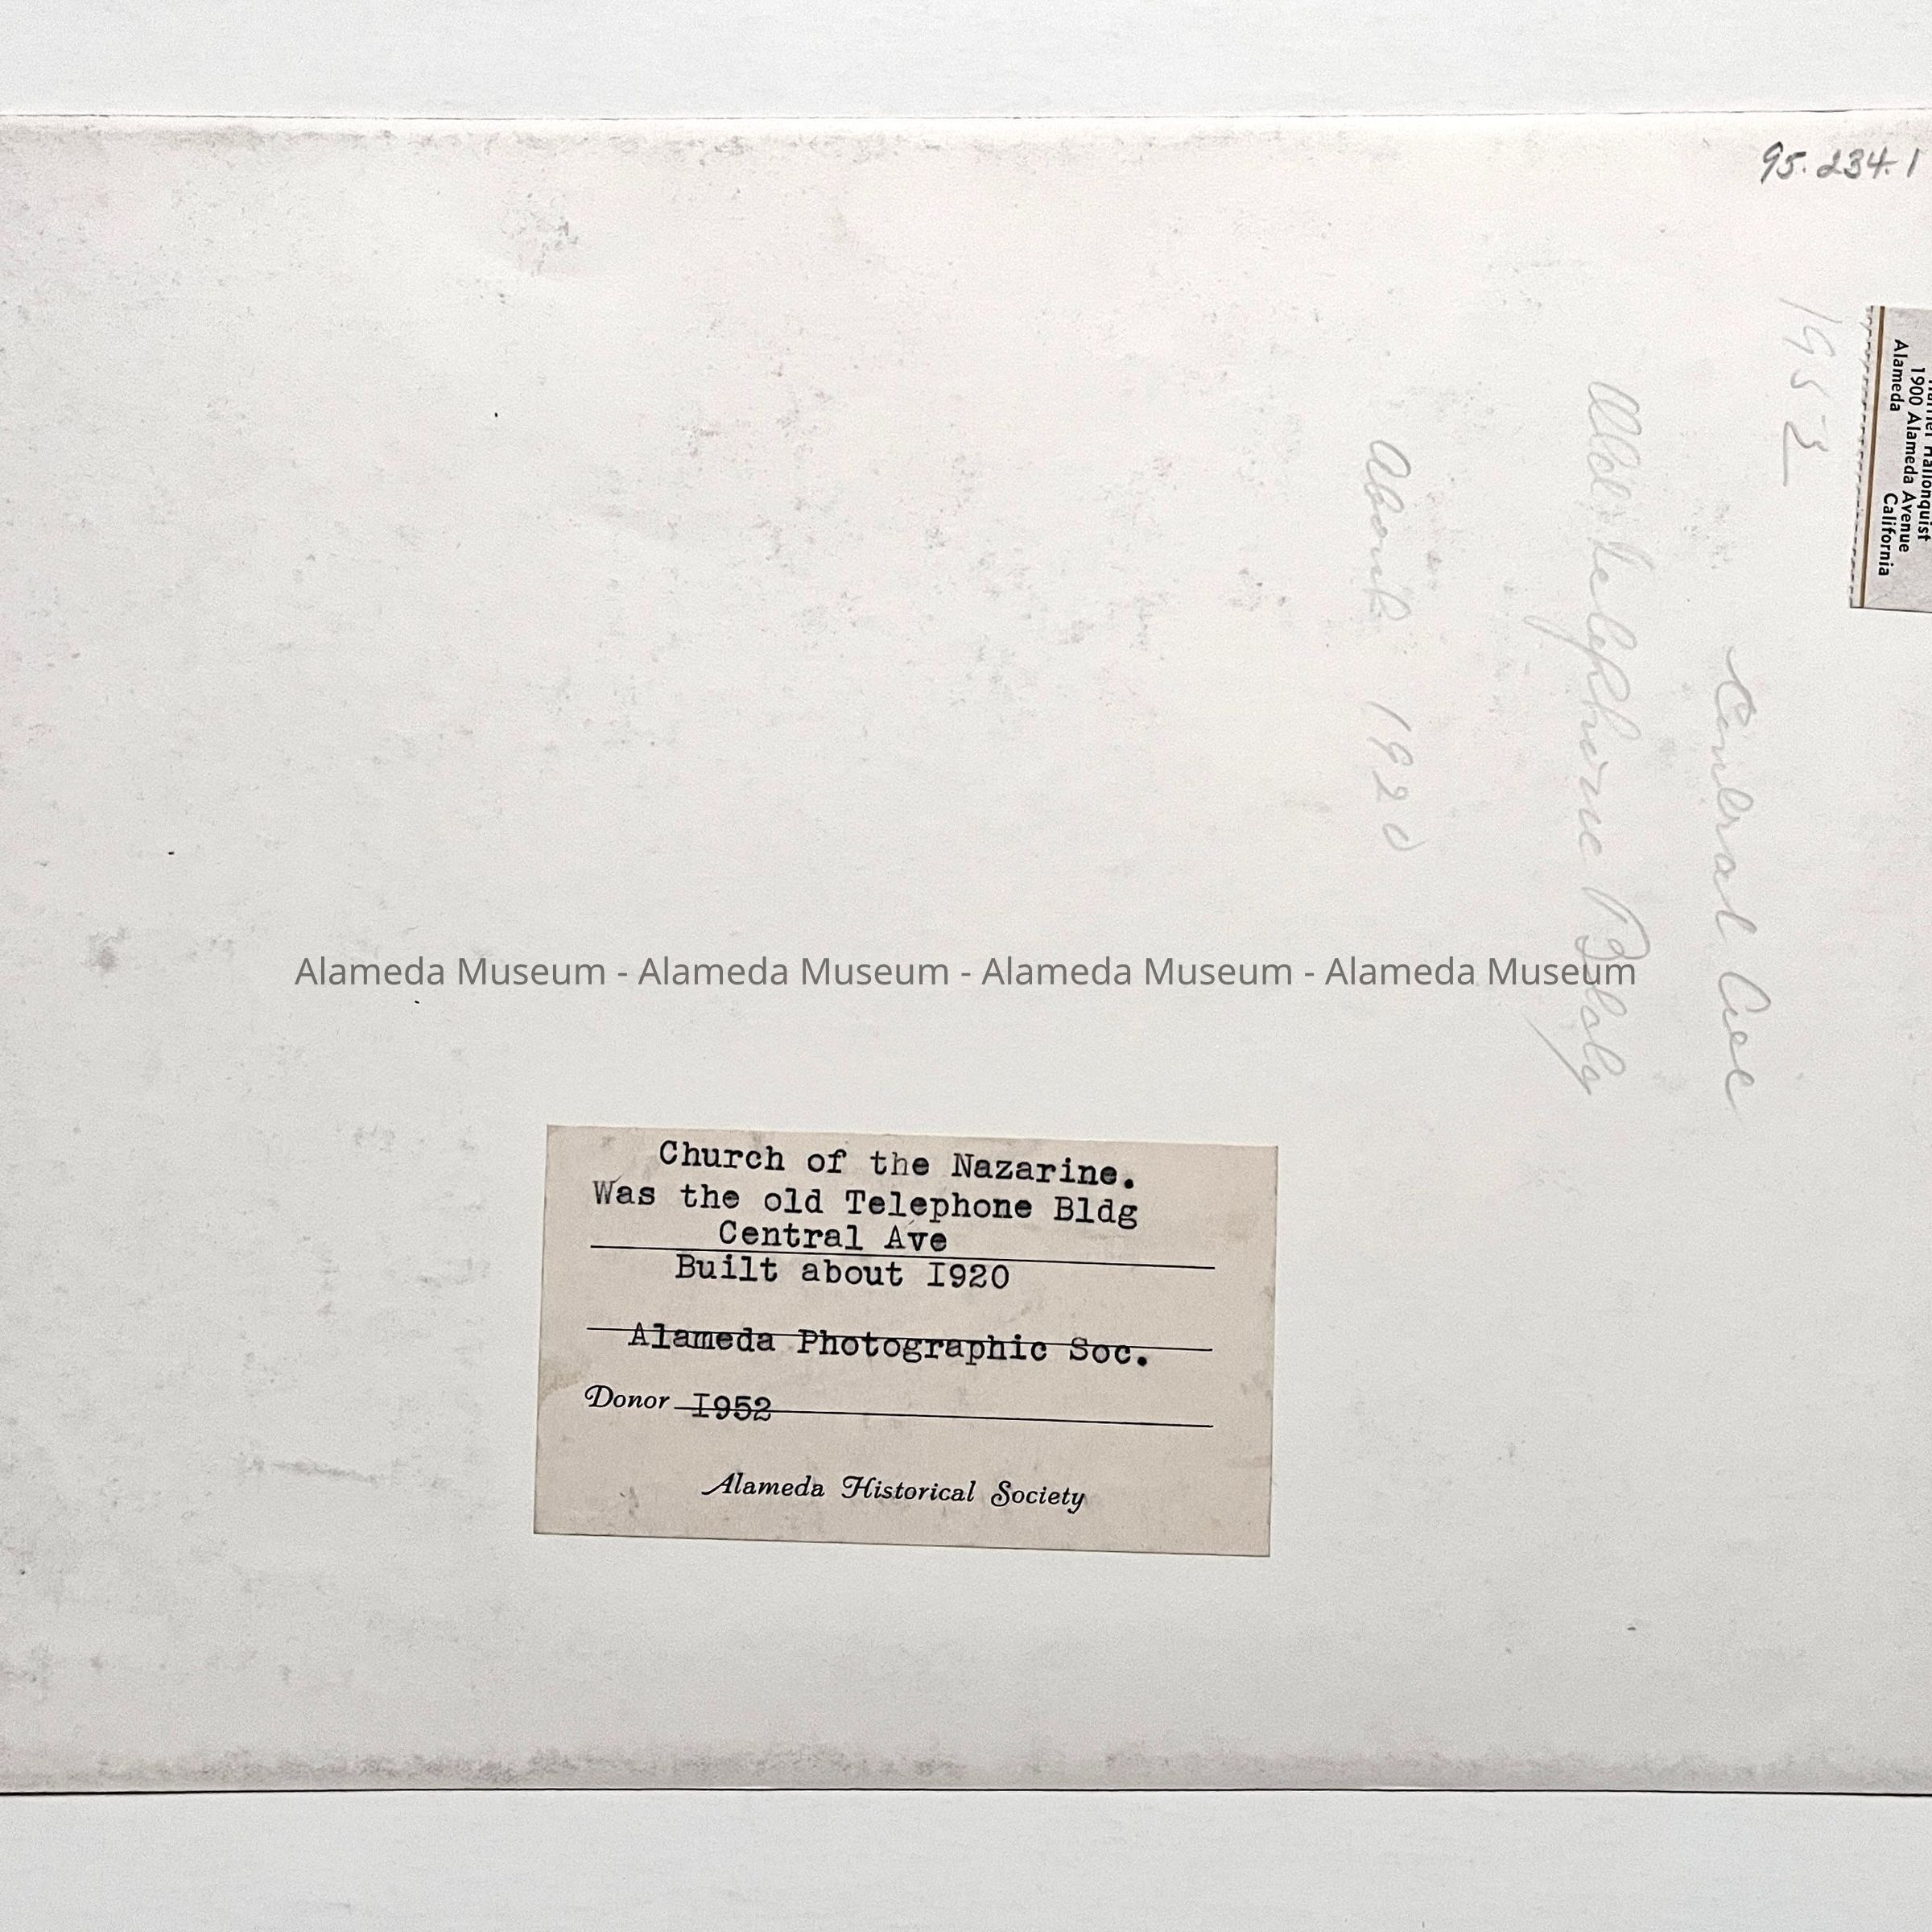 95.234.1
Hallonquist
1900 Alameda Avenue
Alameda California
1952
Central Ave
Old Telephone Bldg
About 1920
Alameda Museum - Alameda Museum - Alameda Museum - Alameda Museum
Church of the Nazarine.
Was the old Telephone Bldg
Central Ave
Built about I920
Alameda Photographic Soc.
Donor I952
Alameda Historical Society